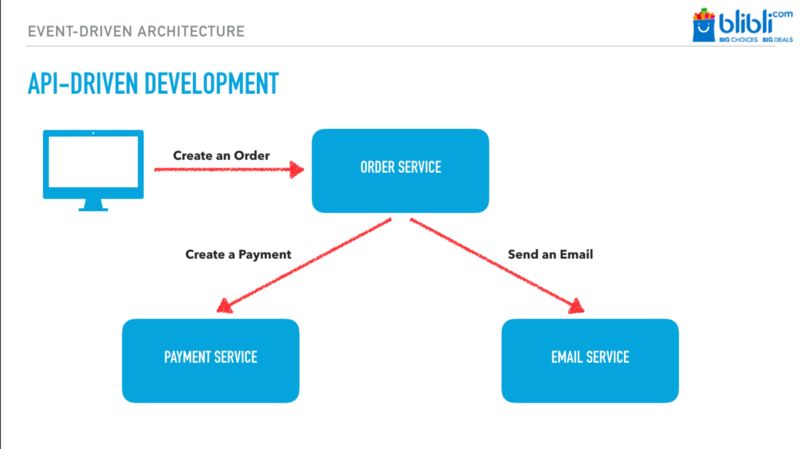 EVENT-DRIVEN ARCHITECTURE
blibli.com
BIG CHOICES BIG DEALS
API-DRIVEN DEVELOPMENT
Create an Order
ORDER SERVICE
Create a Payment
Send an Email
PAYMENT SERVICE
EMAIL SERVICE